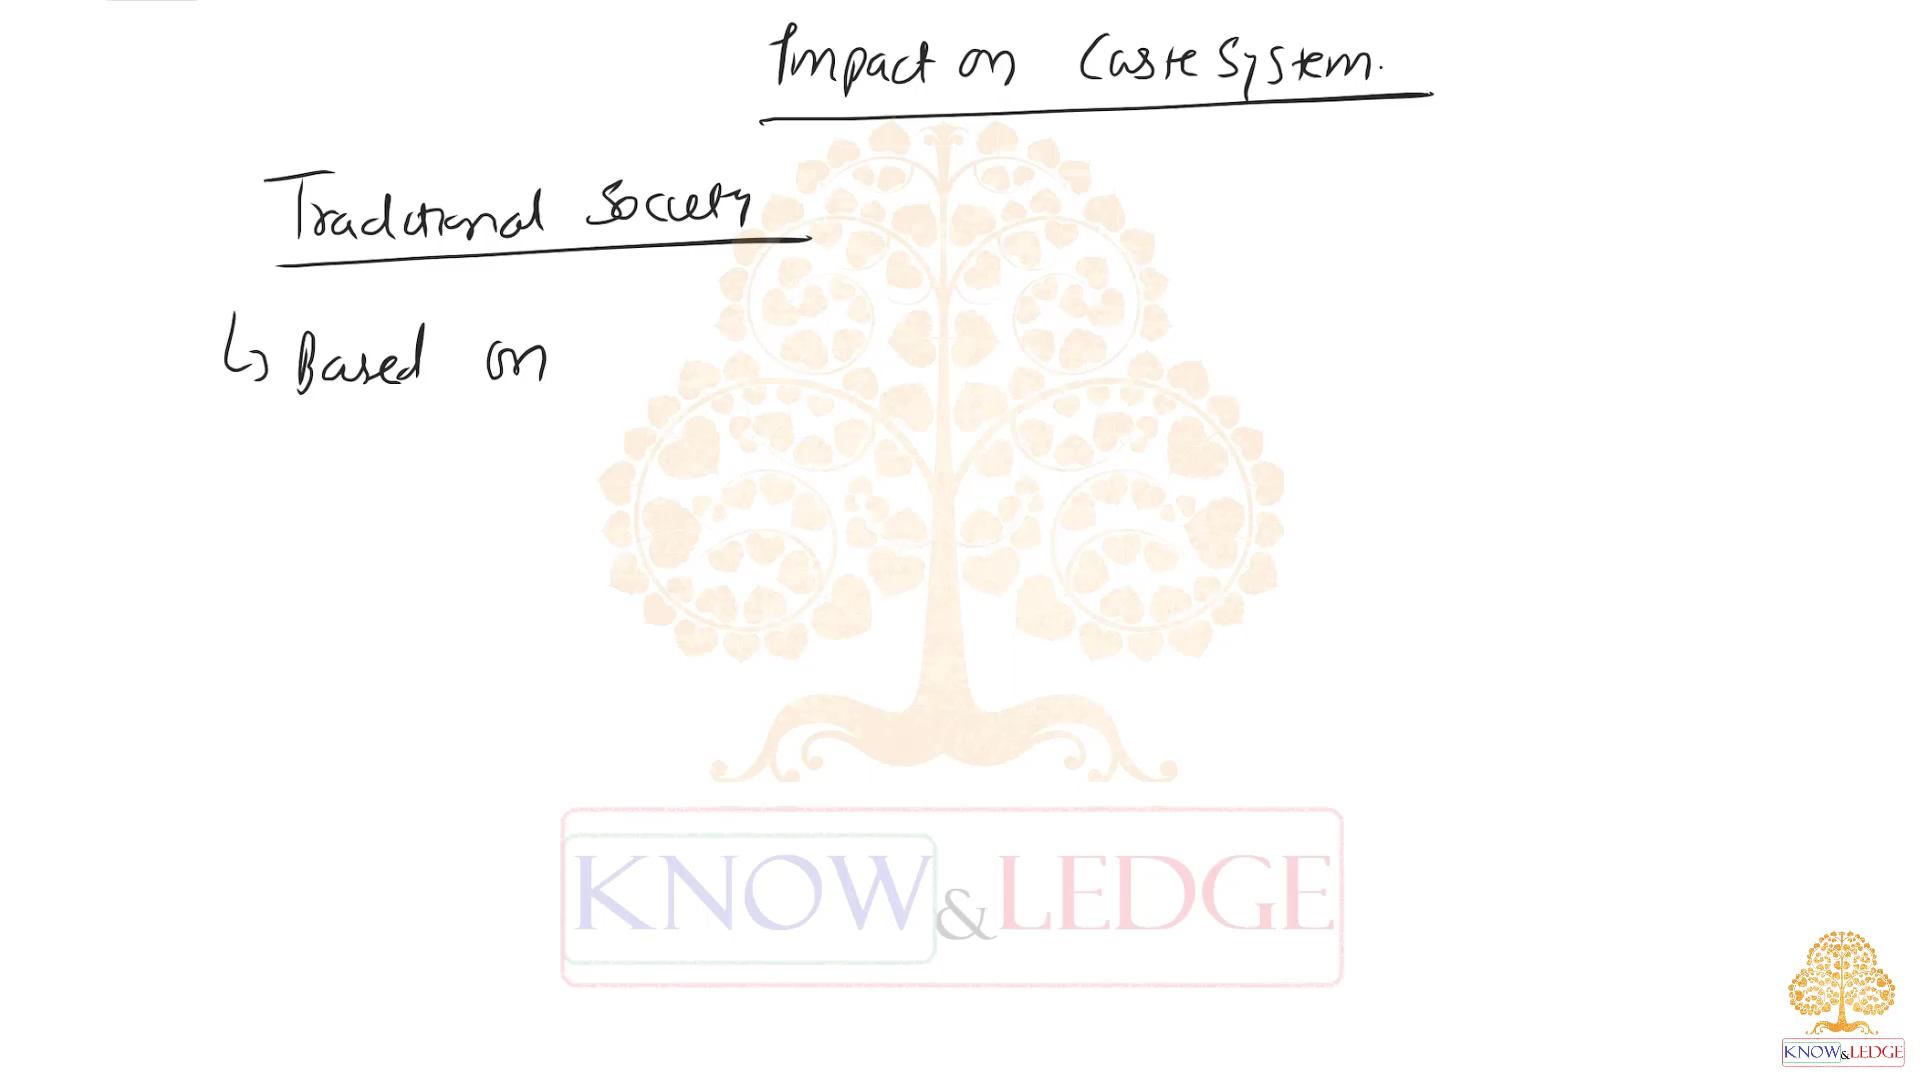 Impact on Caste System.
Traditional Society
↳ Based on
KNOW&LEDGE
KNOW&LEDGE